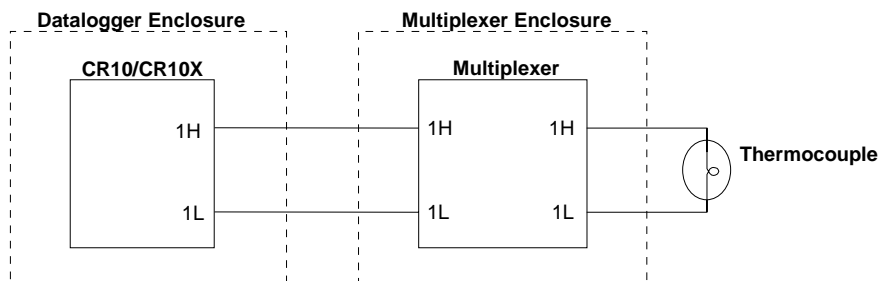 Datalogger Enclosure
Multiplexer Enclosure
CR10/CR10X
Multiplexer
1H
1H
1H
Thermocouple
1L
1L
1L